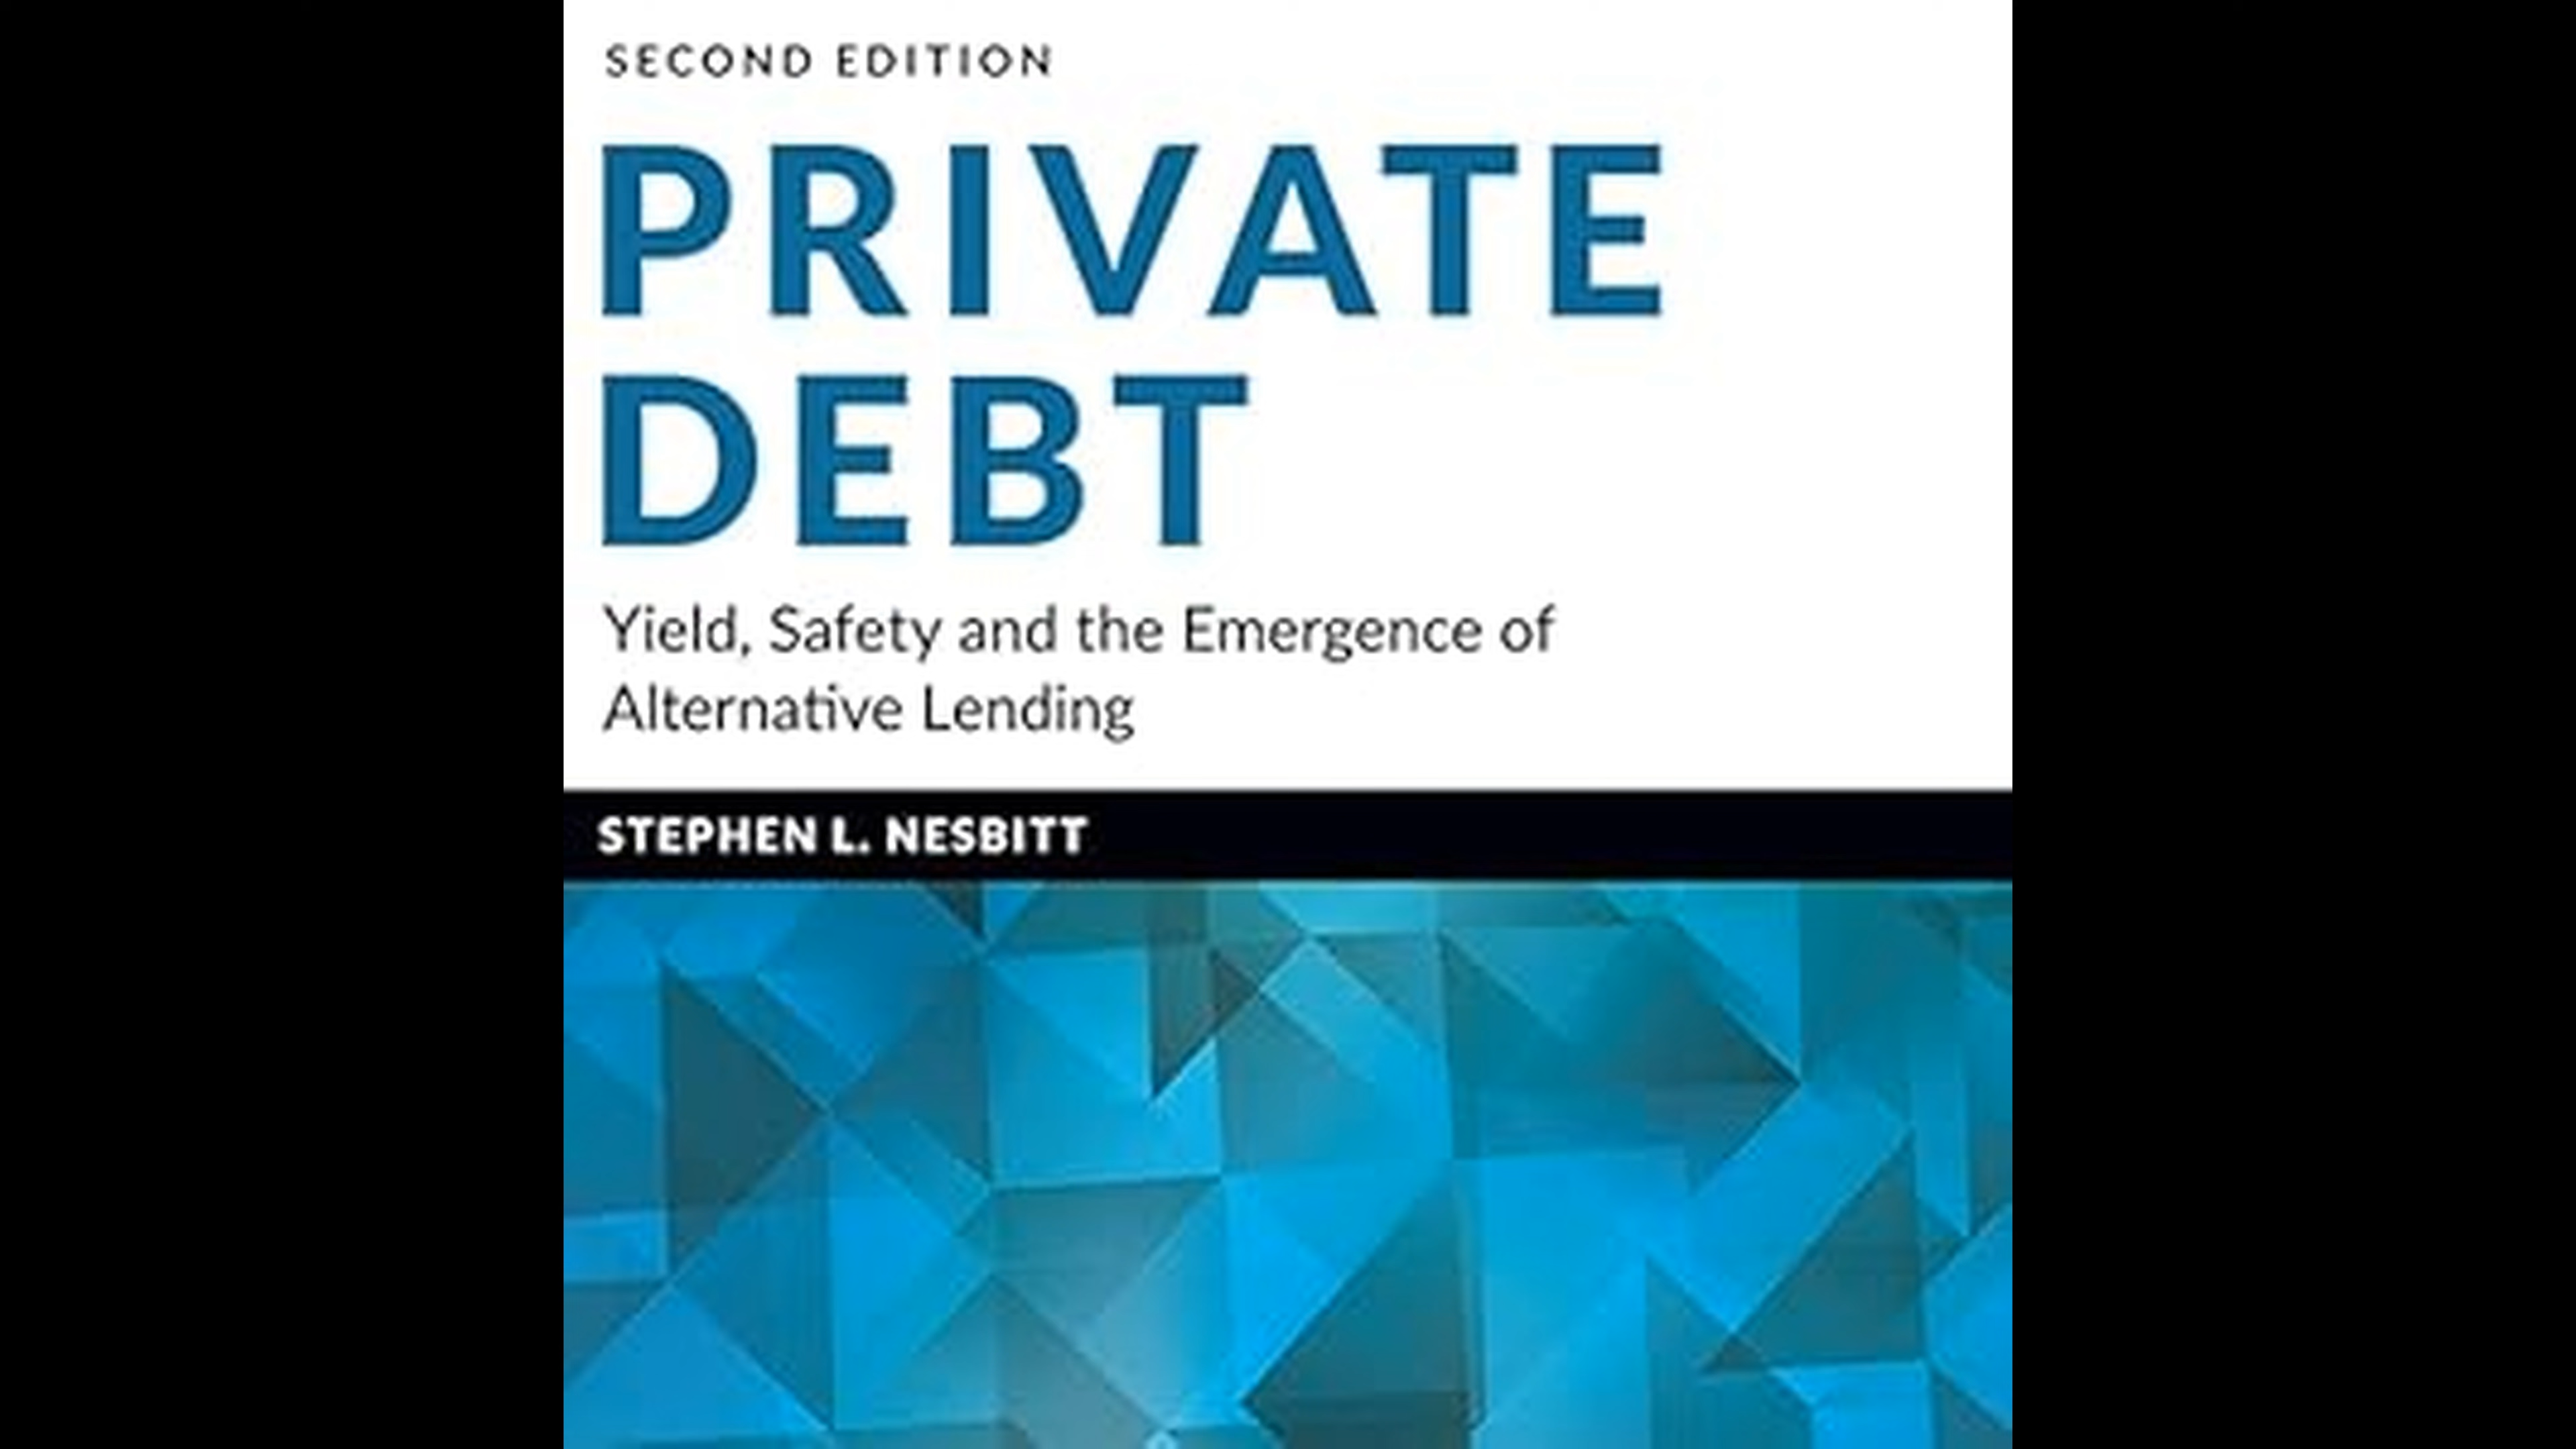 SECOND EDITION
PRIVATE
DEBT
Yield, Safety and the Emergence of
Alternative Lending
STEPHEN L. NESBITT